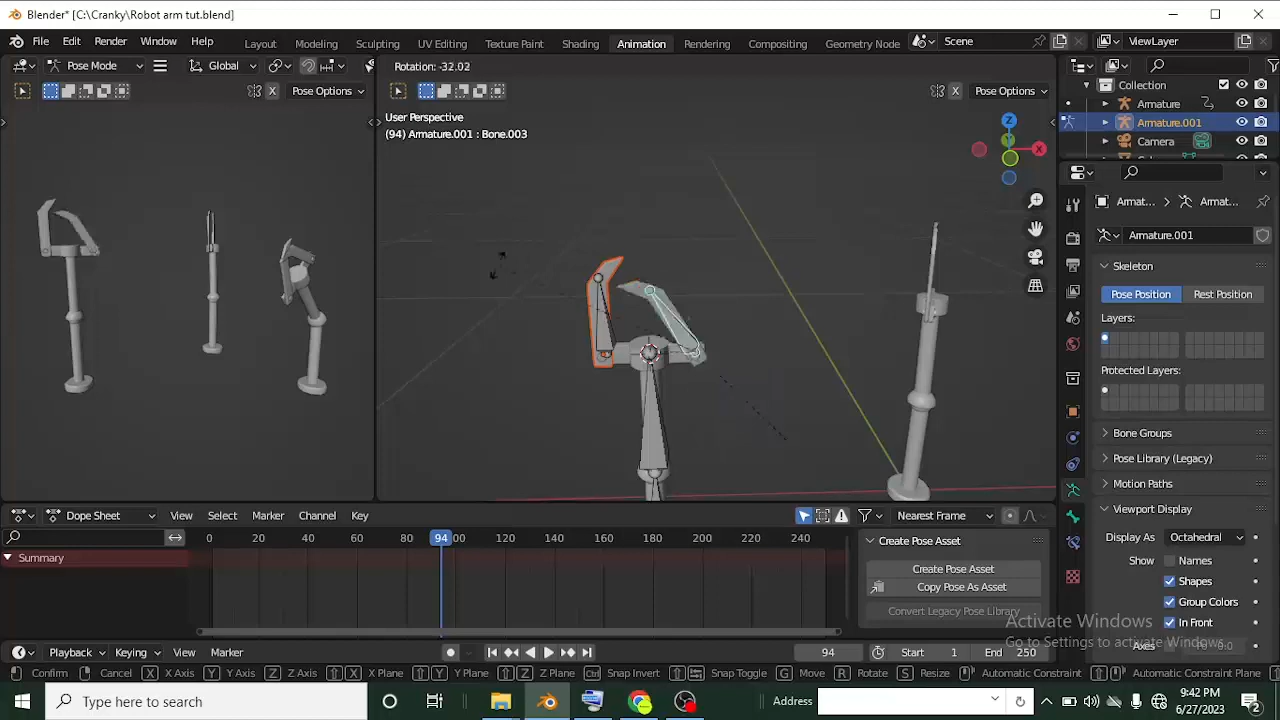 Blender* [C:\Cranky\Robot arm tut.blend]
File Edit Render Window Help Layout Modeling Sculpting UV Editing Texture Paint Shading Animation Rendering Compositing Geometry Node Scene ViewLayer
Pose Mode Global Rotation: -32.02
X Pose Options X Pose Options Collection
User Perspective
(94) Armature.001 : Bone.003
Armature
Armature.001
Camera
Z
X
Armat... > Armat...
Armature.001
Skeleton
Pose Position Rest Position
Layers:
Protected Layers:
Bone Groups
Pose Library (Legacy)
Motion Paths
Viewport Display
Dope Sheet View Select Marker Channel Key Nearest Frame
0 20 40 60 80 94 00 120 140 160 180 200 220 240
Create Pose Asset
Display As Octahedral
Summary
Show Names
Create Pose Asset
Copy Pose As Asset
Shapes
Convert Legacy Pose Library
Group Colors
In Front
Activate Windows
Go to Settings to activate Windows.
Axes
Playback Keying View Marker 94 Start 1 End 250
Confirm Cancel X X Axis Y Y Axis Z Z Axis X X Plane Y Y Plane Z Z Plane Ctrl Snap Invert Snap Toggle G Move R Rotate S Resize Automatic Constraint Automatic Constraint Plane
Type here to search
Address
9:42 PM
6/27/2023
2